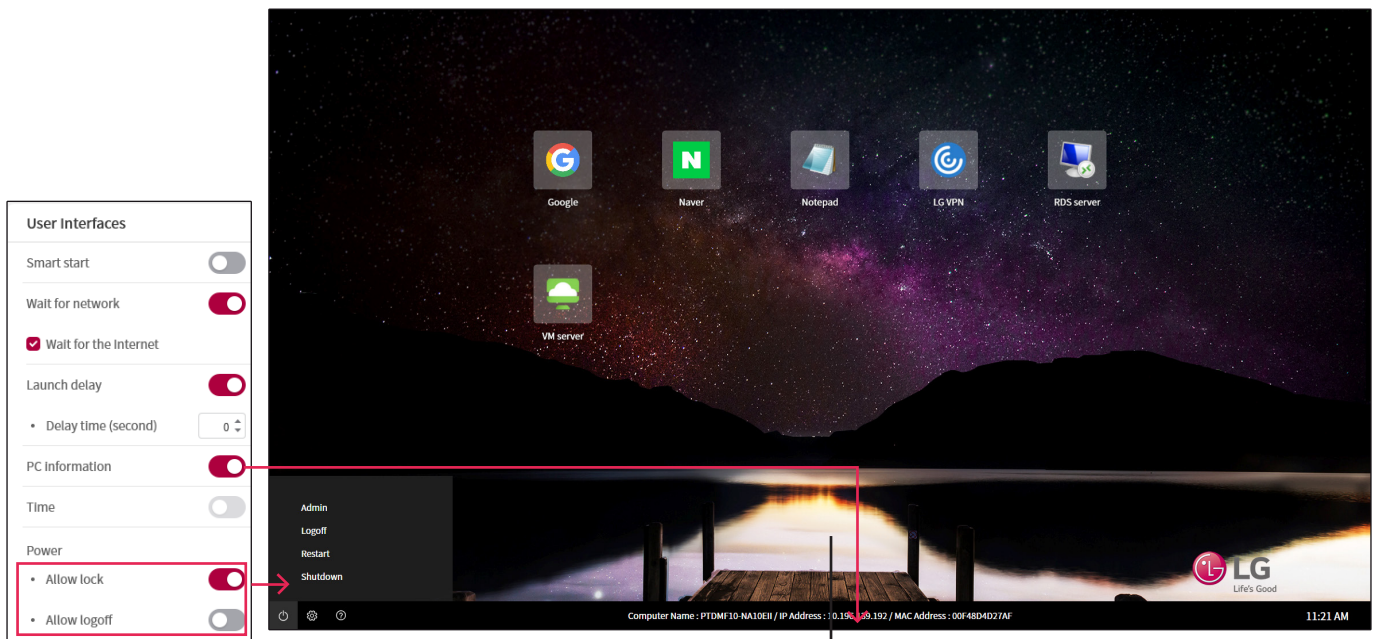 User Interfaces
Smart start
Wait for network
Wait for the Internet
Launch delay
• Delay time (second) 0
PC Information
Time
Power
• Allow lock
• Allow logoff
Google
Naver
Notepad
LG VPN
RDS server
VM server
Admin
Logoff
Restart
Shutdown
LG
Life's Good
Computer Name : PTDMF10-NA10EII / IP Address : / MAC Address : 00F48D4D27AF
11:21 AM